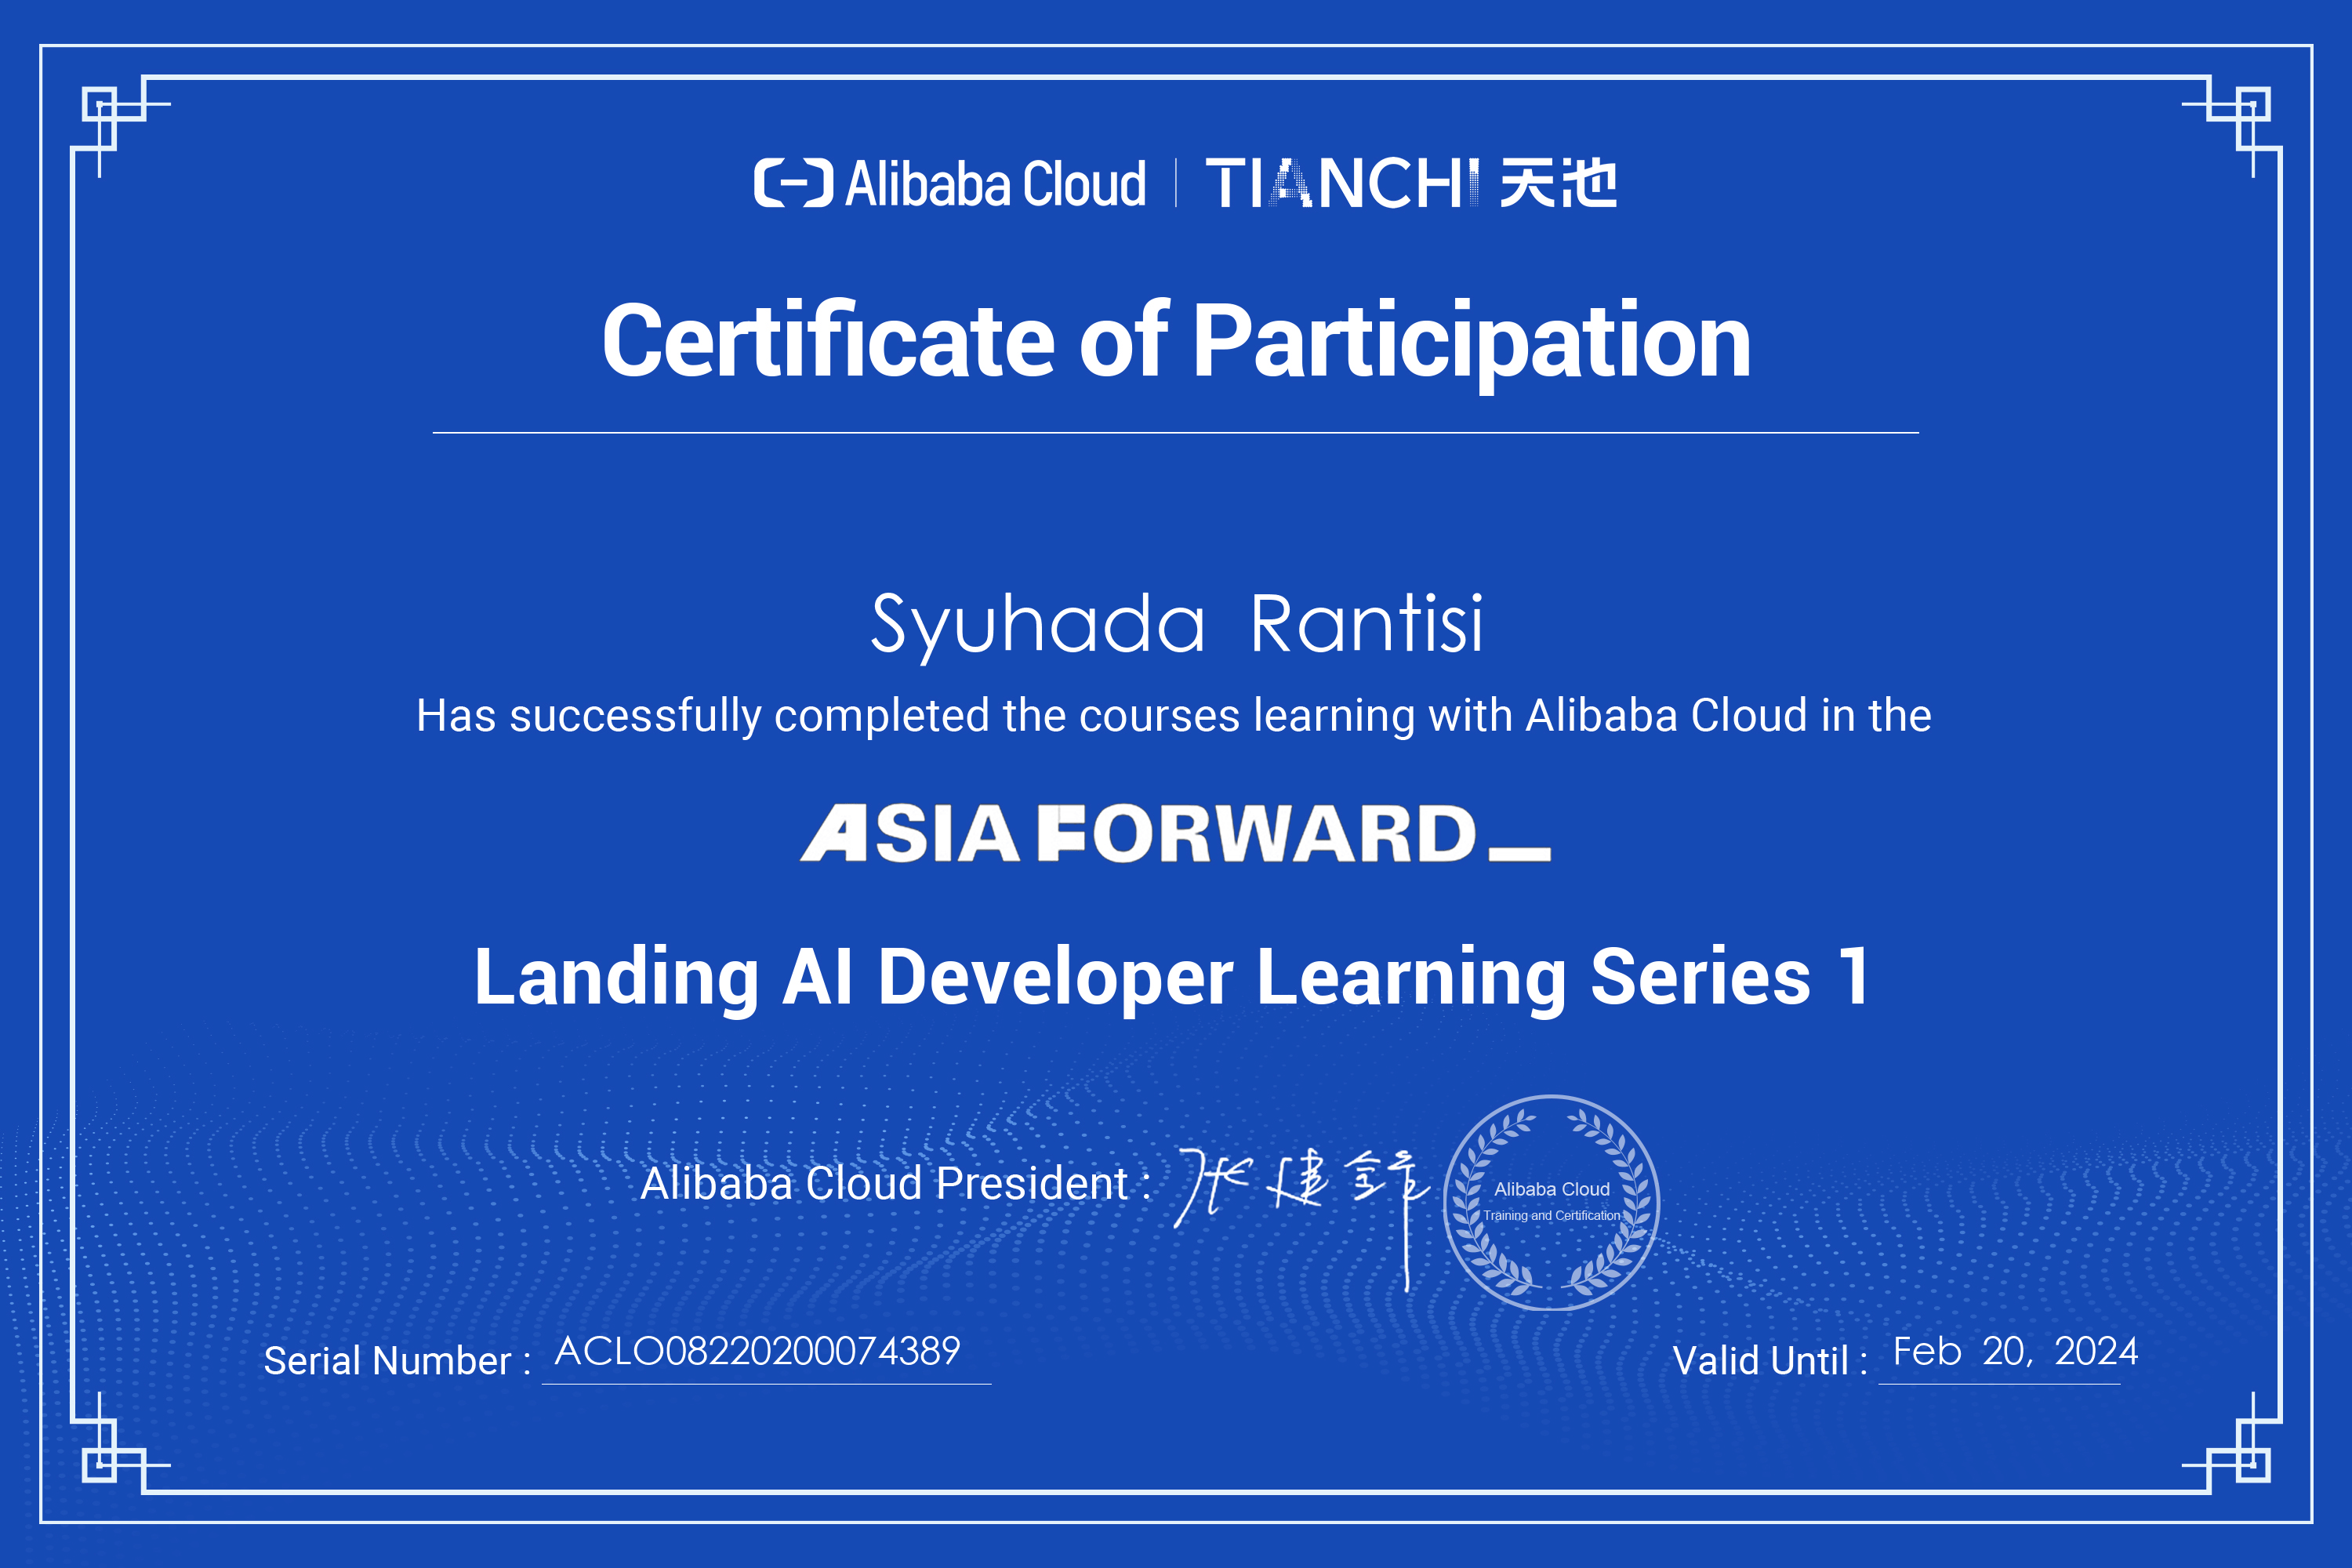 Alibaba Cloud | TIANCHI 天池
Certificate of Participation
Syuhada Rantisi
Has successfully completed the courses learning with Alibaba Cloud in the
ASIA FORWARD_
Landing AI Developer Learning Series 1
Alibaba Cloud President : 张建锋
Alibaba Cloud
Training and Certification
Serial Number : ACLO08220200074389
Valid Until : Feb 20, 2024